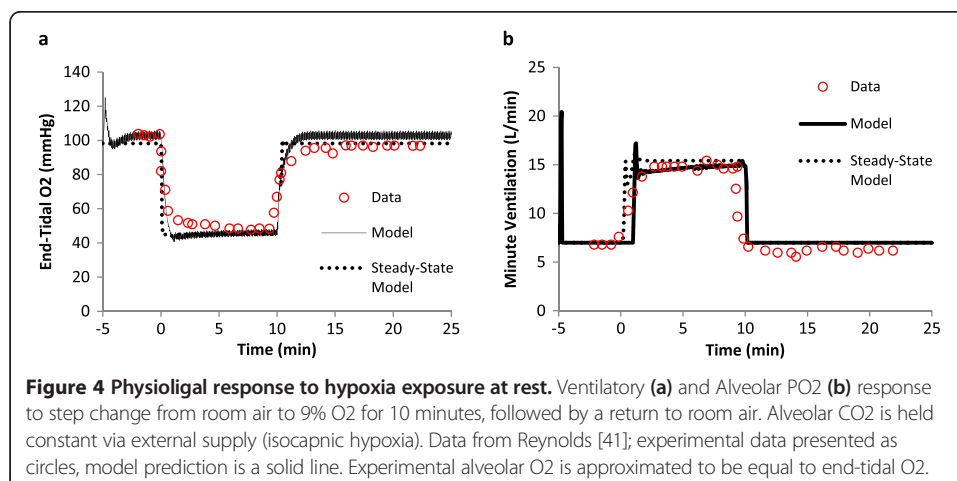 a
140
120
100
80
60
40
20
0
End-Tidal O2 (mmHg)
Data
Model
Steady-State
Model
-5 0 5 10 15 20 25
Time (min)
b
25
20
15
10
5
0
Minute Ventilation (L/min)
Data
Model
Steady-State
Model
-5 0 5 10 15 20 25
Time (min)
Figure 4 Physioligal response to hypoxia exposure at rest. Ventilatory (a) and Alveolar PO2 (b) response
to step change from room air to 9% O2 for 10 minutes, followed by a return to room air. Alveolar CO2 is held
constant via external supply (isocapnic hypoxia). Data from Reynolds [41]; experimental data presented as
circles, model prediction is a solid line. Experimental alveolar O2 is approximated to be equal to end-tidal O2.